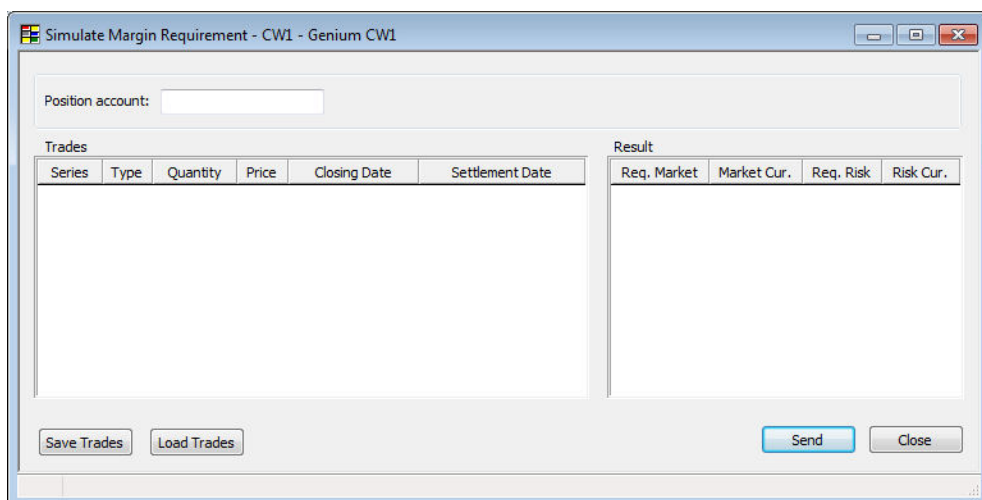 Simulate Margin Requirement - CW1 - Genium CW1
Position account:
Trades
Series Type Quantity Price Closing Date Settlement Date
Result
Req. Market Market Cur. Req. Risk Risk Cur.
Save Trades Load Trades Send Close